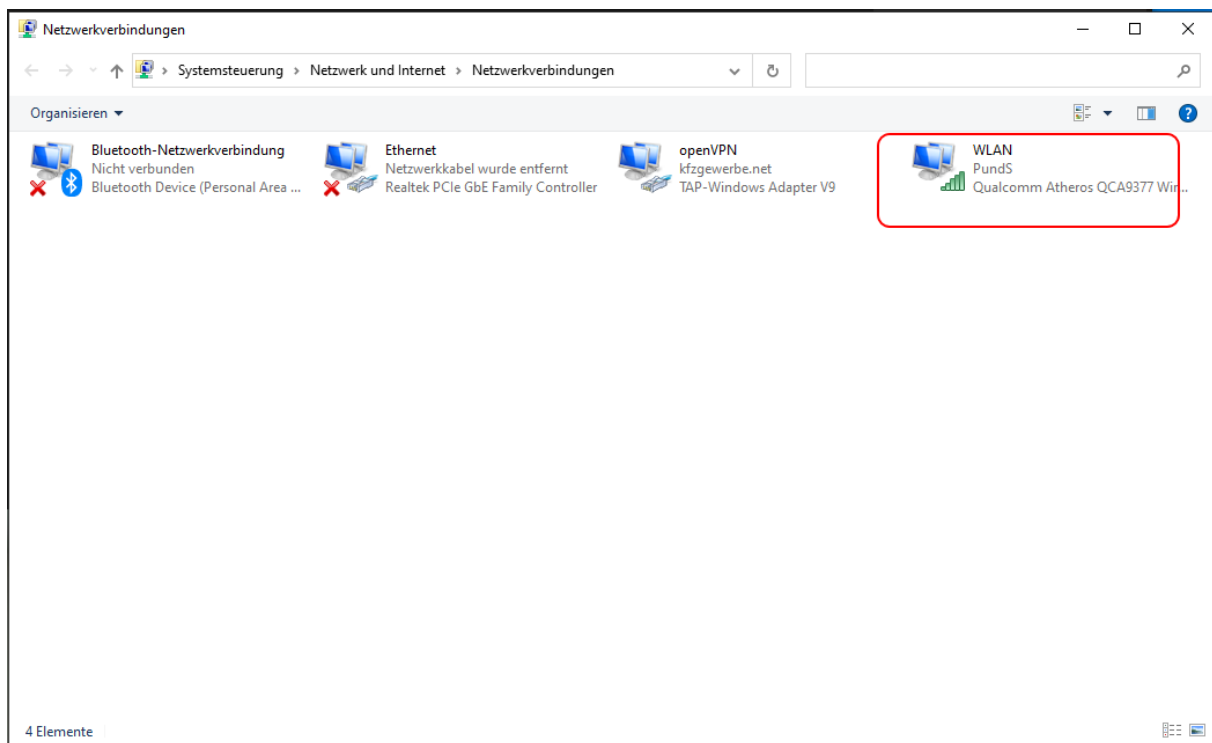 Netzwerkverbindungen
Systemsteuerung > Netzwerk und Internet > Netzwerkverbindungen
Organisieren
Bluetooth-Netzwerkverbindung
Nicht verbunden
Bluetooth Device (Personal Area ...
Ethernet
Netzwerkkabel wurde entfernt
Realtek PCIe GbE Family Controller
openVPN
kfzgewerbe.net
TAP-Windows Adapter V9
WLAN
PundS
Qualcomm Atheros QCA9377 Wir...
4 Elemente